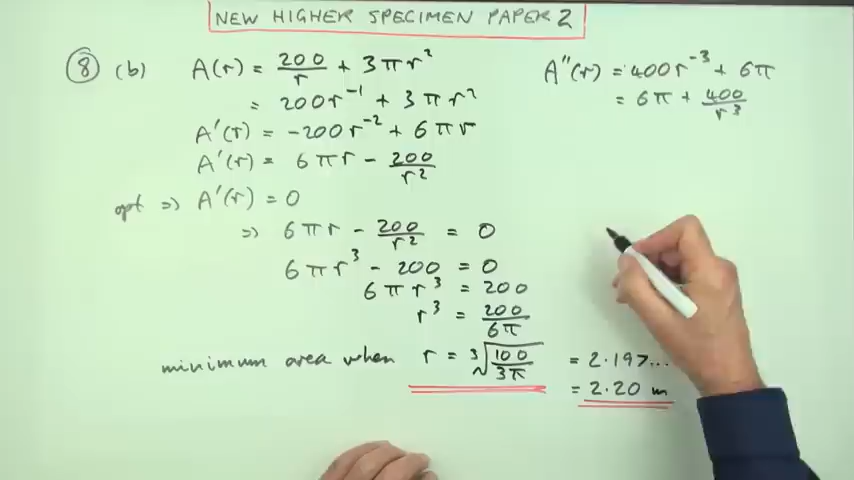 NEW HIGHER SPECIMEN PAPER 2
8 (b) A(r) = 200/r + 3πr²
= 200r⁻¹ + 3πr²
A'(r) = -200r⁻² + 6πr
A'(r) = 6πr - 200/r²
opt ⇒ A'(r) = 0
⇒ 6πr - 200/r² = 0
6πr³ - 200 = 0
6πr³ = 200
r³ = 200/6π
minimum area when r = ³√(100/3π) = 2.197...
= 2.20 m
A''(r) = 400r⁻³ + 6π
= 6π + 400/r³